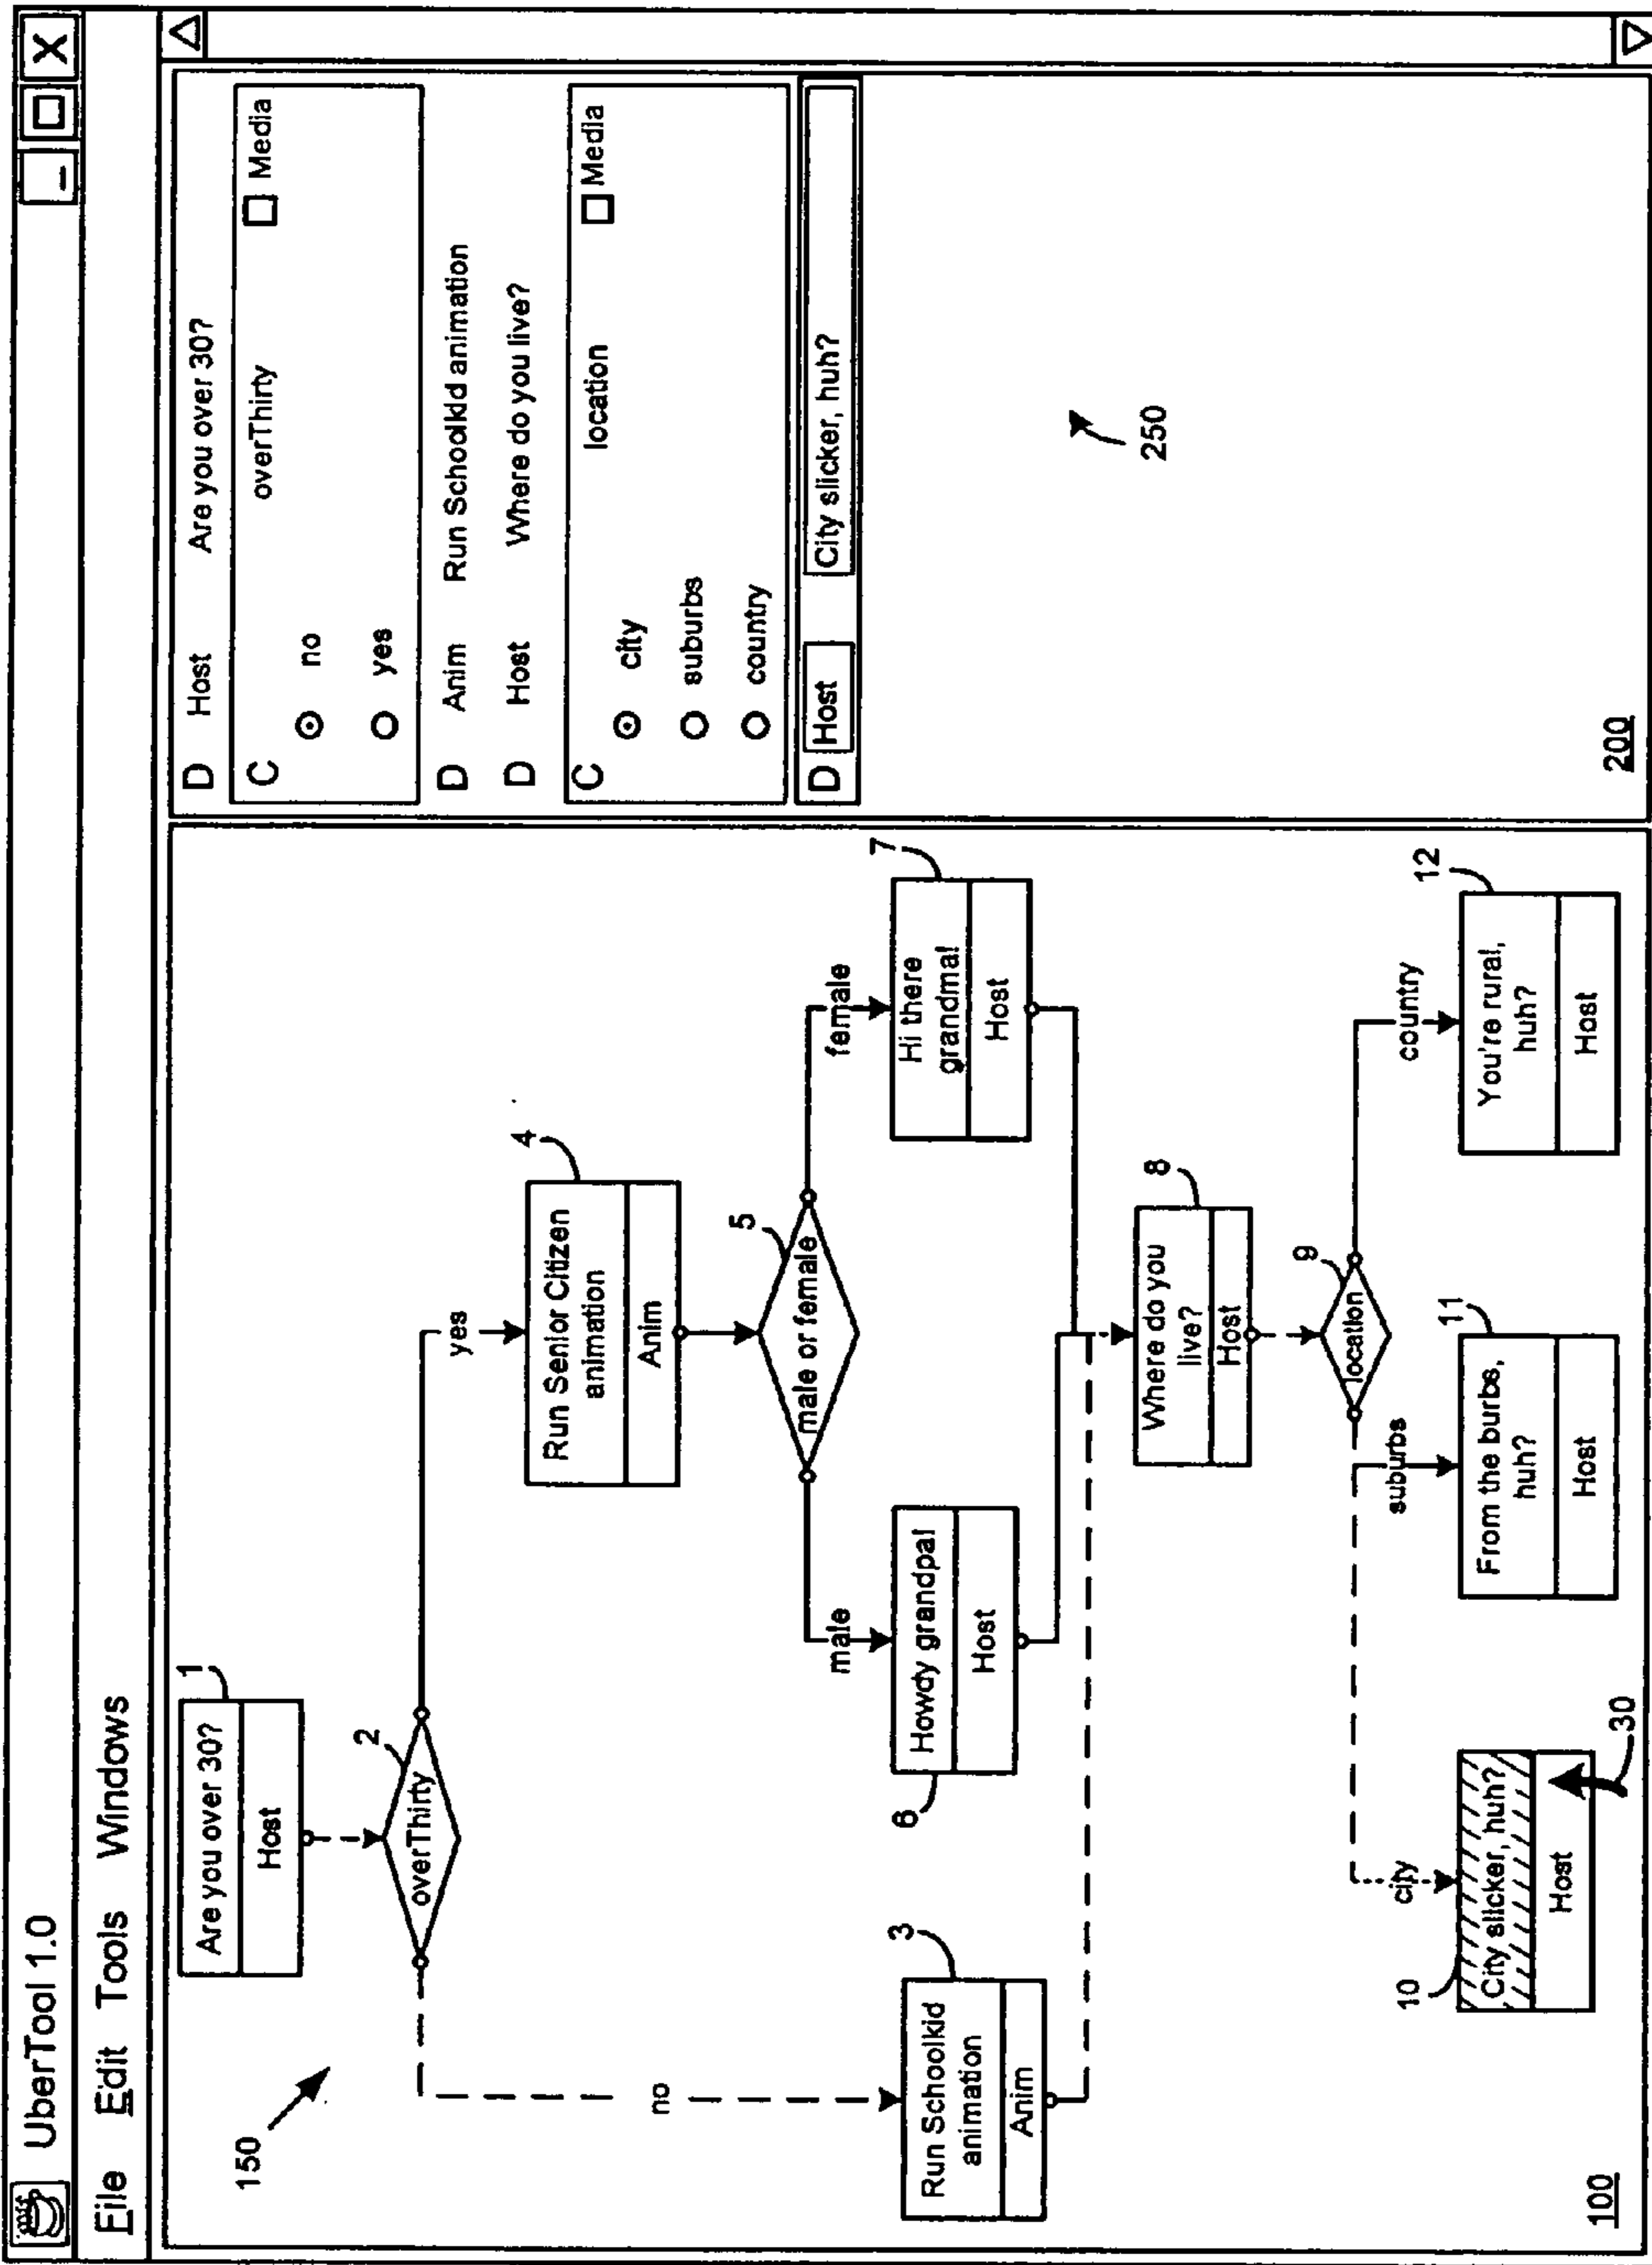 UberTool 1.0
File Edit Tools Windows
150
Are you over 30?
Host
1
overThirty
2
no
yes
Run Senior Citizen
animation
Anim
4
male or female
5
male
female
Run Schoolkid
animation
Anim
3
Howdy grandpa!
Host
6
Hi there
grandma!
Host
7
Where do you
live?
Host
8
location
9
city
suburbs
country
10
City slicker, huh?
Host
30
From the burbs,
huh?
Host
11
You're rural,
huh?
Host
12
100
D Host Are you over 30?
C overThirty Media
no
yes
D Anim Run Schoolkid animation
D Host Where do you live?
C location Media
city
suburbs
country
D Host City slicker, huh?
250
200